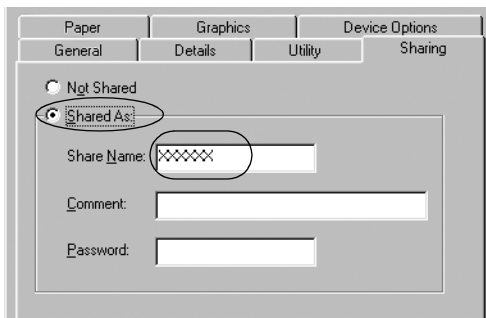 Paper Graphics Device Options
General Details Utility Sharing
Not Shared
Shared As:
Share Name: XXXXXX
Comment:
Password: